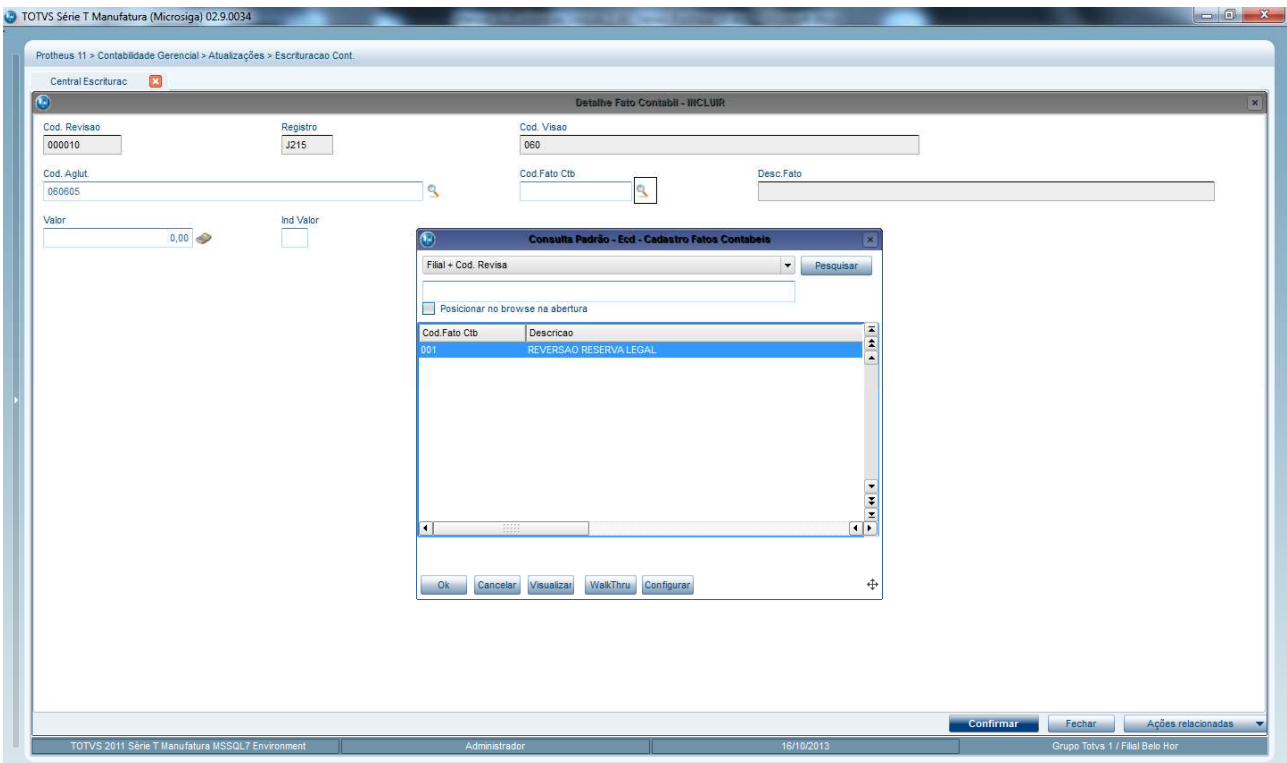 TOTVS Série T Manufatura (Microsiga) 02.9.0034
Protheus 11 > Contabilidade Gerencial > Atualizações > Escrituracao Cont.
Central Escriturac
Detalhe Fato Contabil - INCLUIR
Cod. Revisao Registro Cod. Visao
000010 J215 060
Cod. Aglut. Cod.Fato Ctb Desc.Fato
060605
Valor Ind Valor
0,00
Consulta Padrão - Ecd - Cadastro Fatos Contabeis
Filial + Cod. Revisa Pesquisar
Posicionar no browse na abertura
Cod.Fato Ctb Descricao
001 REVERSAO RESERVA LEGAL
Ok Cancelar Visualizar WalkThru Configurar
Confirmar Fechar Ações relacionadas
TOTVS 2011 Série T Manufatura MSSQL7 Environment Administrador 16/10/2013 Grupo Totvs 1 / Filial Belo Hor